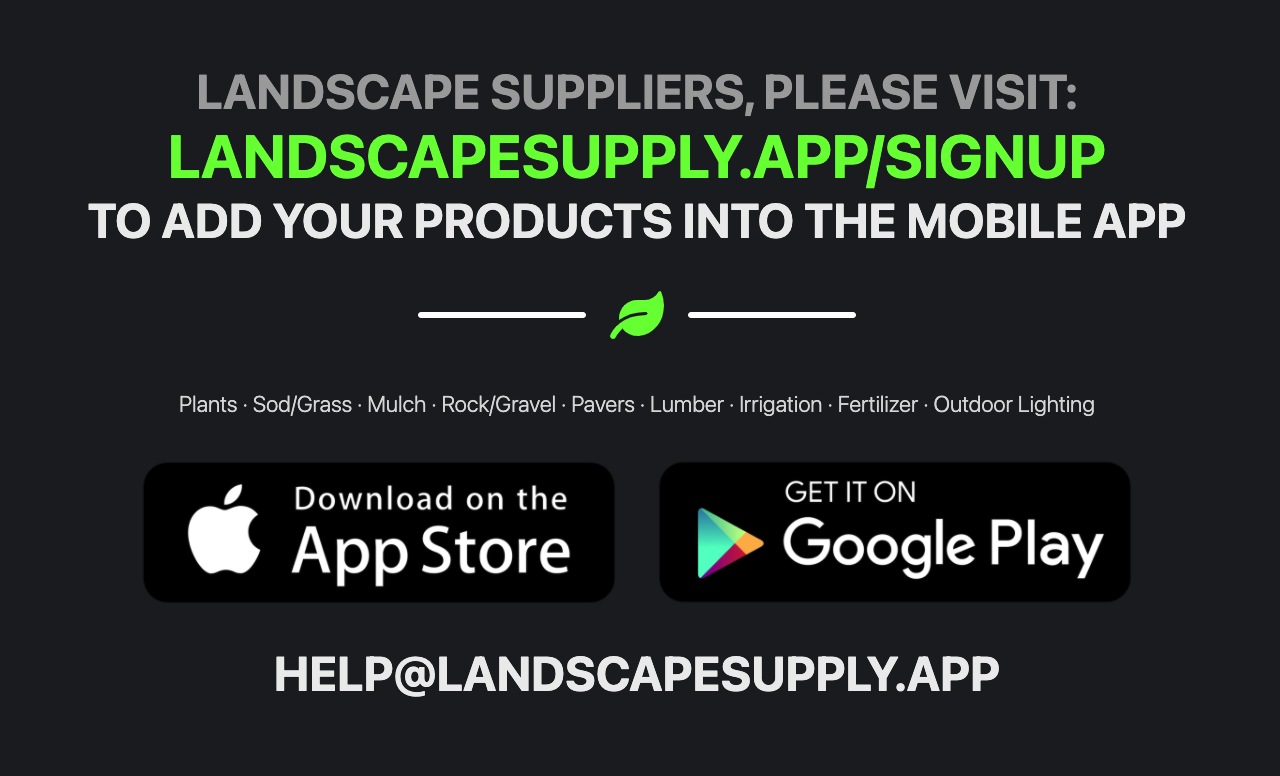 LANDSCAPE SUPPLIERS, PLEASE VISIT:
LANDSCAPESUPPLY.APP/SIGNUP
TO ADD YOUR PRODUCTS INTO THE MOBILE APP
Plants · Sod/Grass · Mulch · Rock/Gravel · Pavers · Lumber · Irrigation · Fertilizer · Outdoor Lighting
Download on the
App Store
GET IT ON
Google Play
HELP@LANDSCAPESUPPLY.APP